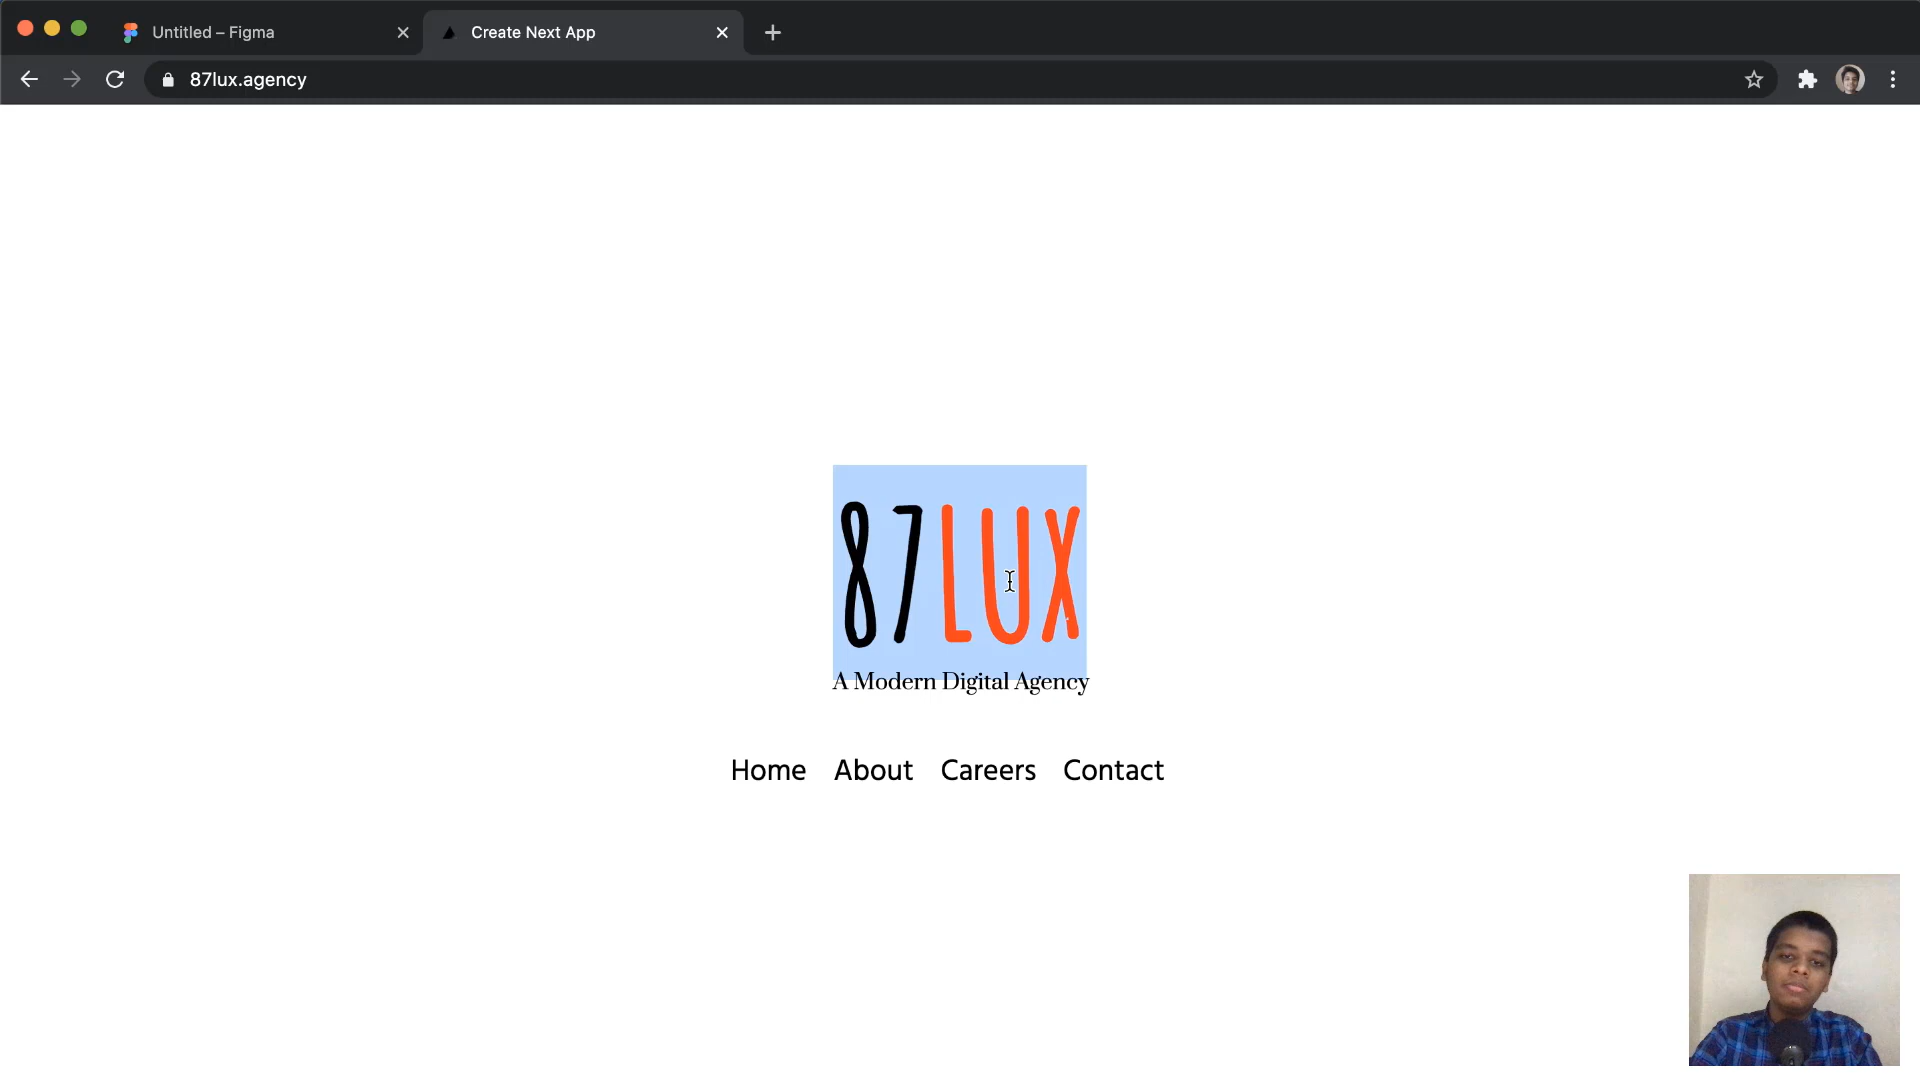 Untitled – Figma
Create Next App
87lux.agency
87LUX
A Modern Digital Agency
Home About Careers Contact